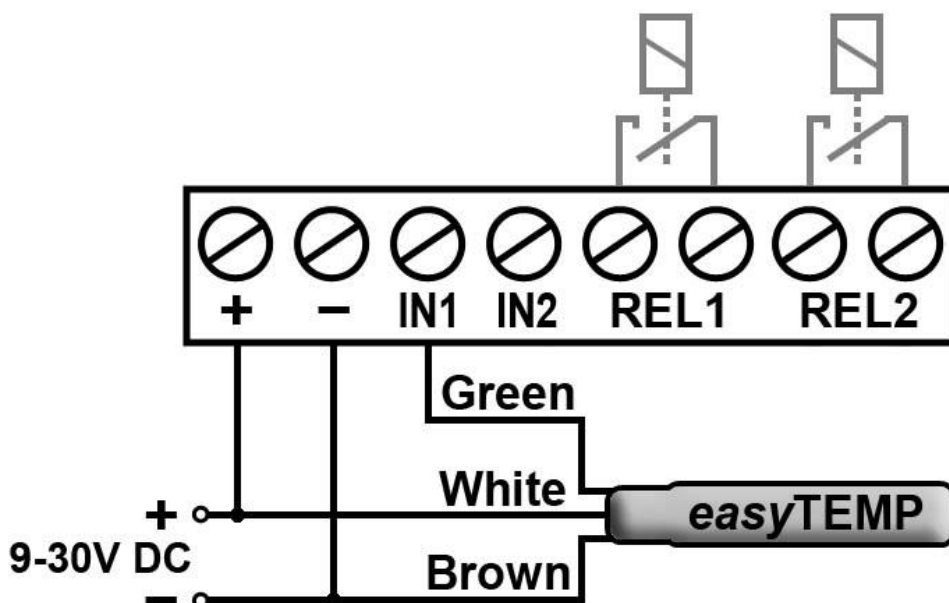 + − IN1 IN2 REL1 REL2
Green
White
easyTEMP
+
9-30V DC
Brown
−